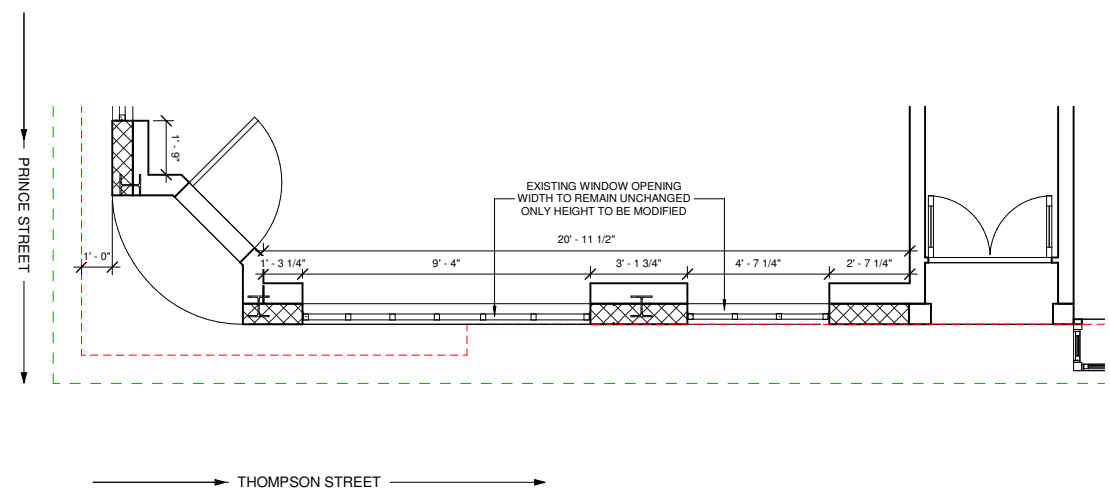 1' - 9"
PRINCE STREET
EXISTING WINDOW OPENING
WIDTH TO REMAIN UNCHANGED
ONLY HEIGHT TO BE MODIFIED
20' - 11 1/2"
1' - 0"
1' - 3 1/4"
9' - 4"
3' - 1 3/4"
4' - 7 1/4"
2' - 7 1/4"
THOMPSON STREET